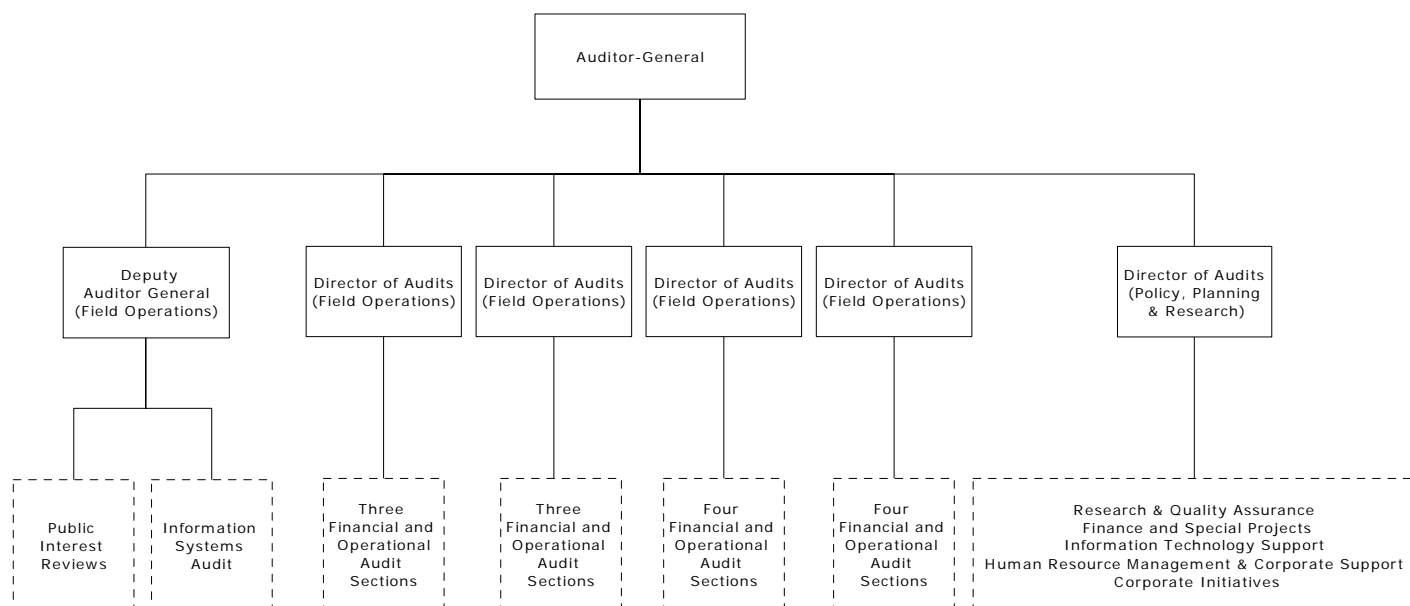 Auditor-General
Deputy
Auditor General
(Field Operations)
Director of Audits
(Field Operations)
Director of Audits
(Field Operations)
Director of Audits
(Field Operations)
Director of Audits
(Field Operations)
Director of Audits
(Policy, Planning
& Research)
Public
Interest
Reviews
Information
Systems
Audit
Three
Financial and
Operational
Audit
Sections
Three
Financial and
Operational
Audit
Sections
Four
Financial and
Operational
Audit
Sections
Four
Financial and
Operational
Audit
Sections
Research & Quality Assurance
Finance and Special Projects
Information Technology Support
Human Resource Management & Corporate Support
Corporate Initiatives